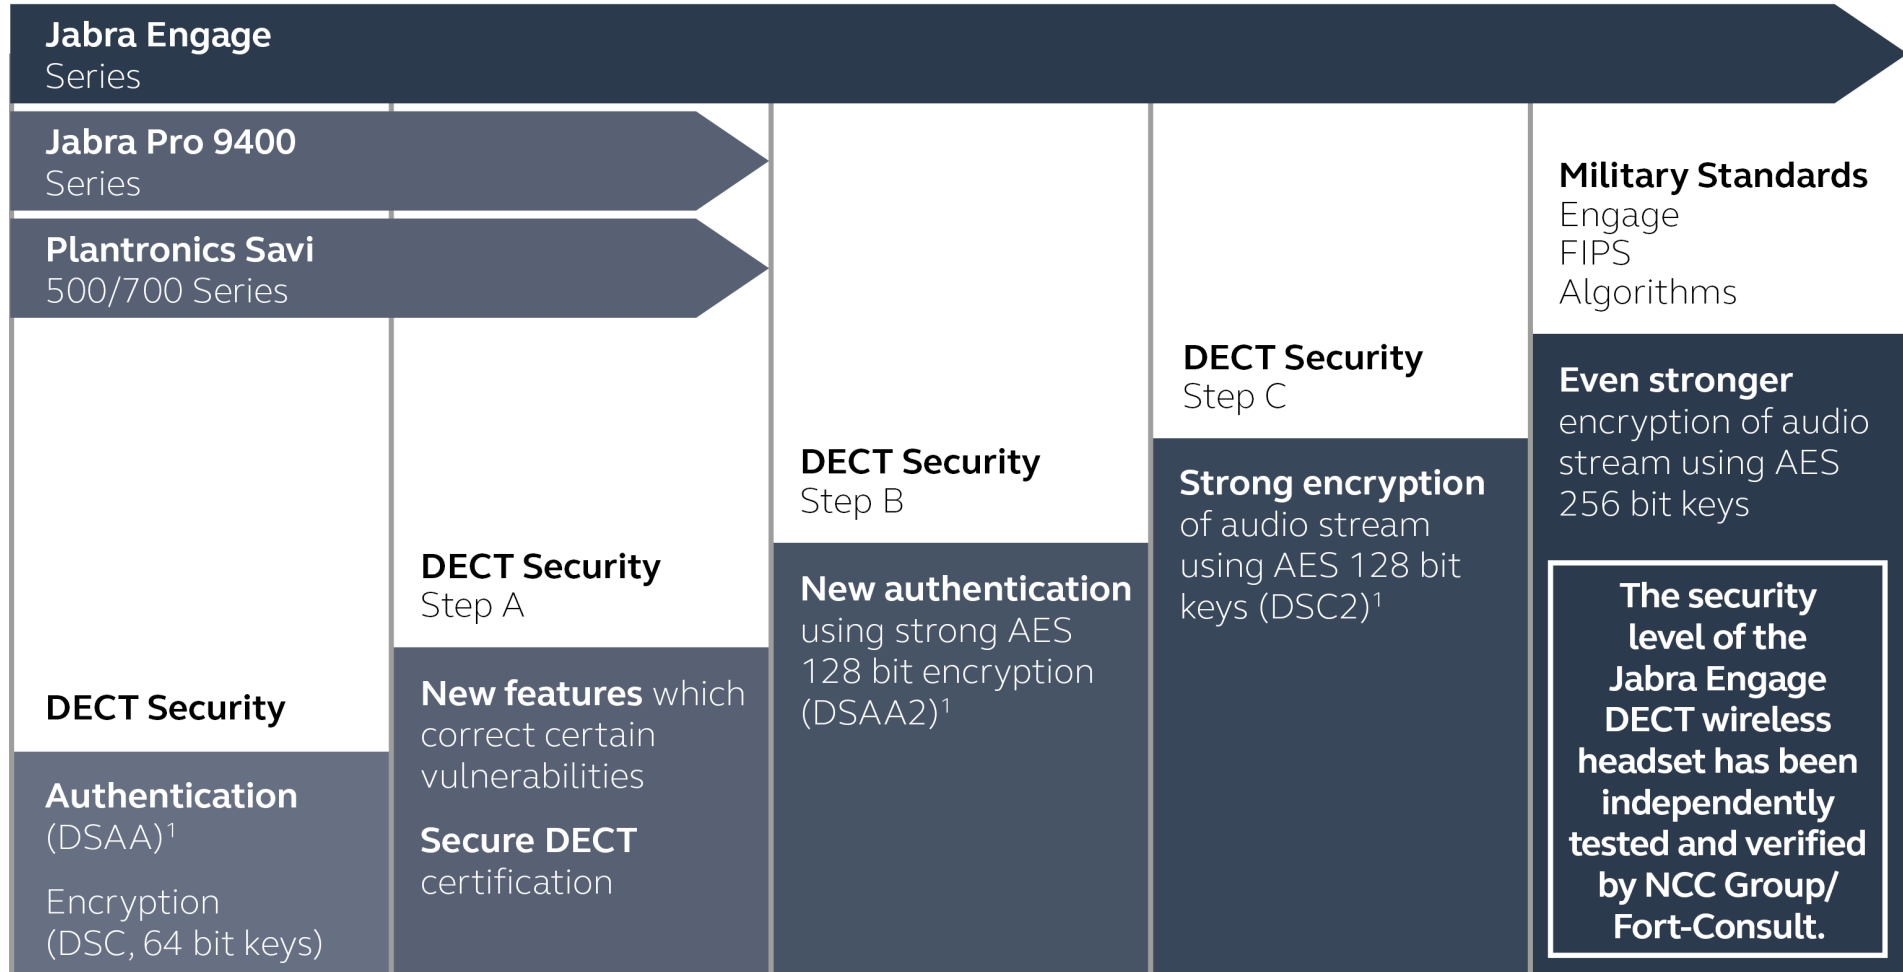 Jabra Engage
Series
Jabra Pro 9400
Series
Plantronics Savi
500/700 Series
DECT Security
Authentication
(DSAA)¹
Encryption
(DSC, 64 bit keys)
DECT Security
Step A
New features which
correct certain
vulnerabilities
Secure DECT
certification
DECT Security
Step B
New authentication
using strong AES
128 bit encryption
(DSAA2)¹
DECT Security
Step C
Strong encryption
of audio stream
using AES 128 bit
keys (DSC2)¹
Military Standards
Engage
FIPS
Algorithms
Even stronger
encryption of audio
stream using AES
256 bit keys
The security
level of the
Jabra Engage
DECT wireless
headset has been
independently
tested and verified
by NCC Group/
Fort-Consult.